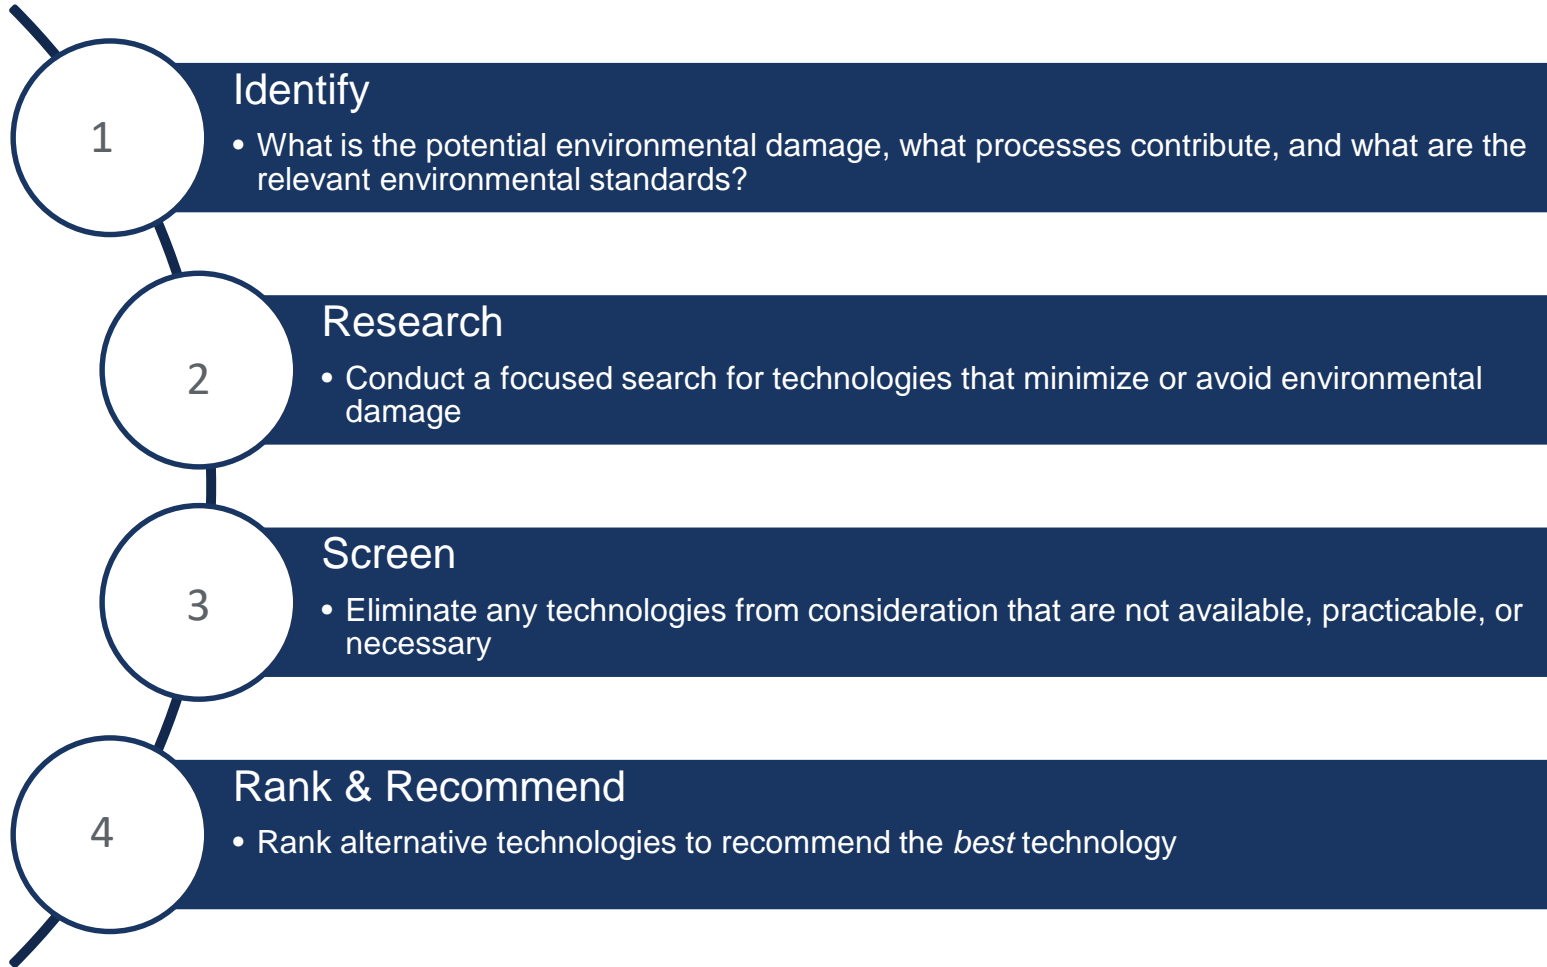 1
Identify
• What is the potential environmental damage, what processes contribute, and what are the
relevant environmental standards?
2
Research
• Conduct a focused search for technologies that minimize or avoid environmental
damage
3
Screen
• Eliminate any technologies from consideration that are not available, practicable, or
necessary
4
Rank & Recommend
• Rank alternative technologies to recommend the best technology